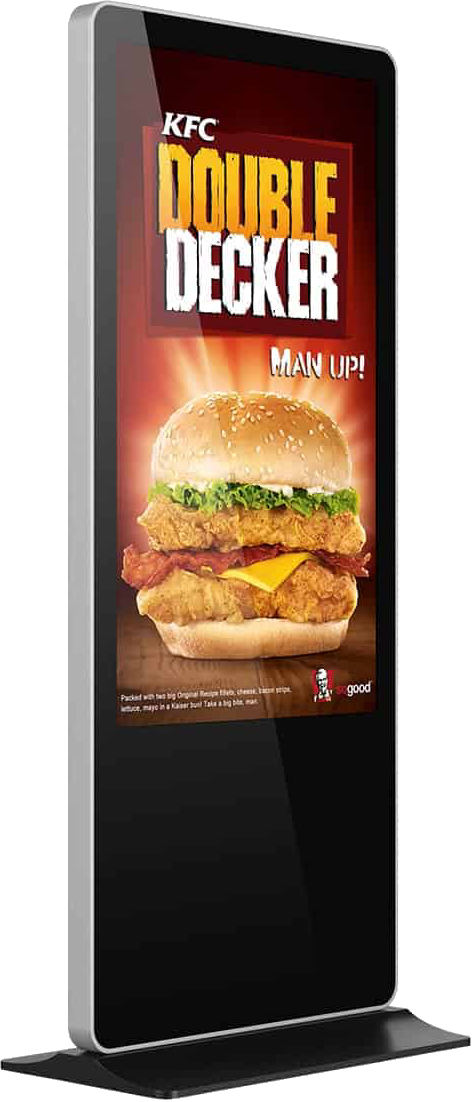 KFC
DOUBLE
DECKER
MAN UP!
Packed with two big Original Recipe fillets, cheese, bacon strips,
lettuce, mayo in a Kaiser bun! Take a big bite, man.
so good